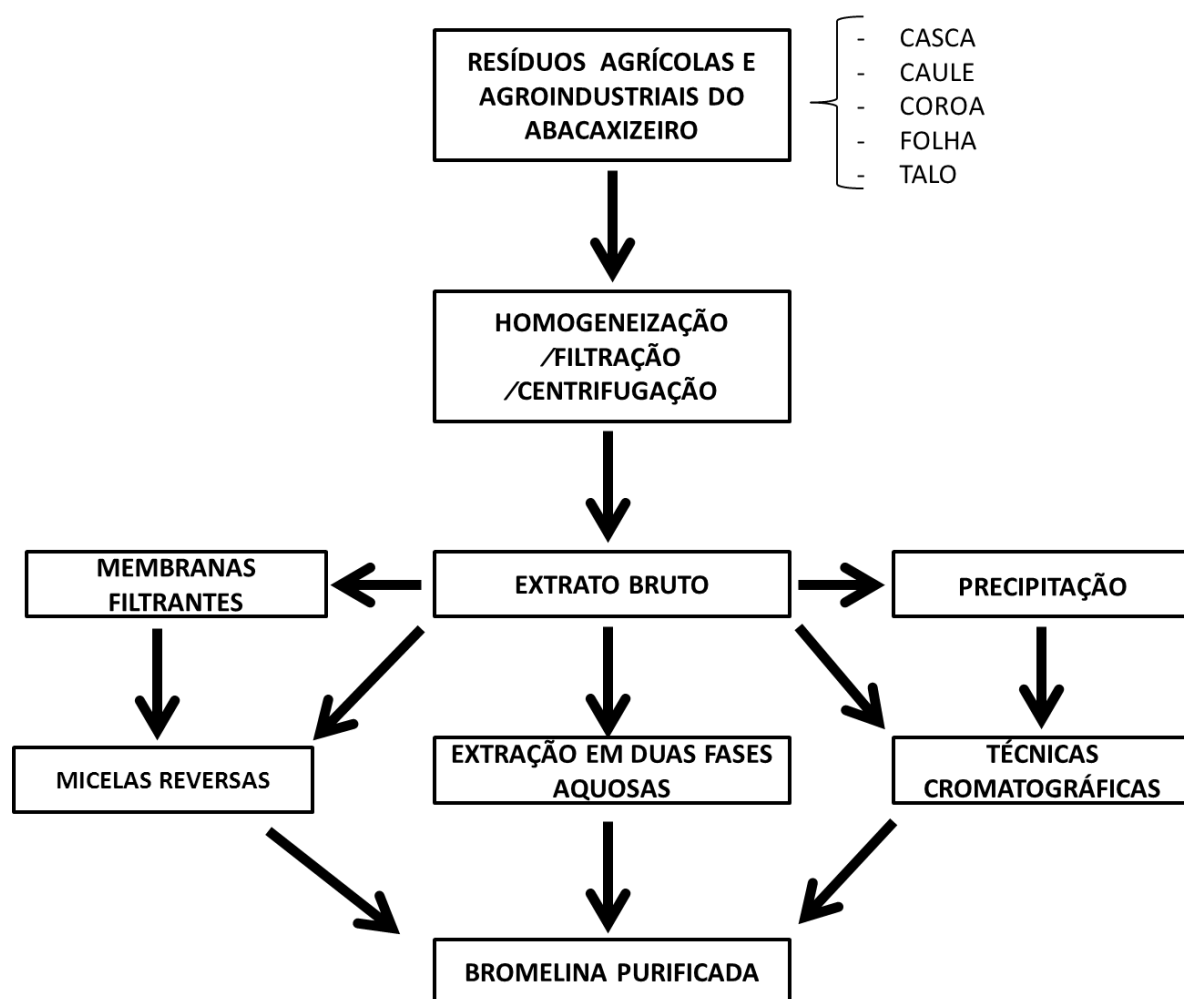 RESÍDUOS AGRÍCOLAS E
AGROINDUSTRIAIS DO
ABACAXIZEIRO
- CASCA
- CAULE
- COROA
- FOLHA
- TALO
HOMOGENEIZAÇÃO
/FILTRAÇÃO
/CENTRIFUGAÇÃO
MEMBRANAS
FILTRANTES
EXTRATO BRUTO
PRECIPITAÇÃO
MICELAS REVERSAS
EXTRAÇÃO EM DUAS FASES
AQUOSAS
TÉCNICAS
CROMATOGRÁFICAS
BROMELINA PURIFICADA